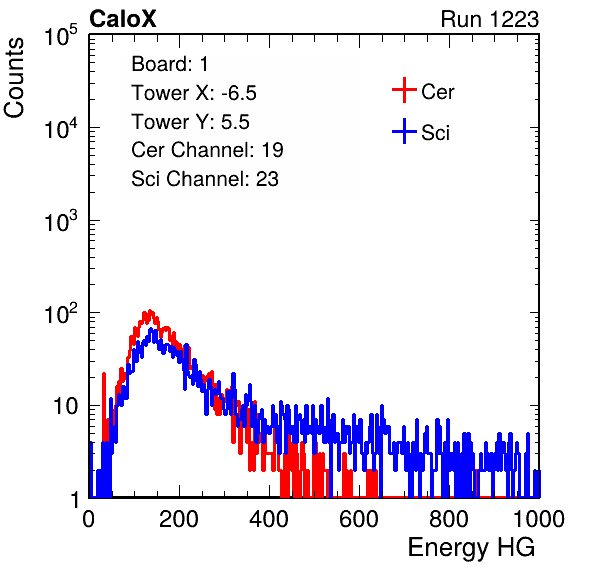 CaloX Run 1223
Counts
10^5
10^4
10^3
10^2
10
1
Board: 1
Tower X: -6.5
Tower Y: 5.5
Cer Channel: 19
Sci Channel: 23
Cer
Sci
0 200 400 600 800 1000
Energy HG